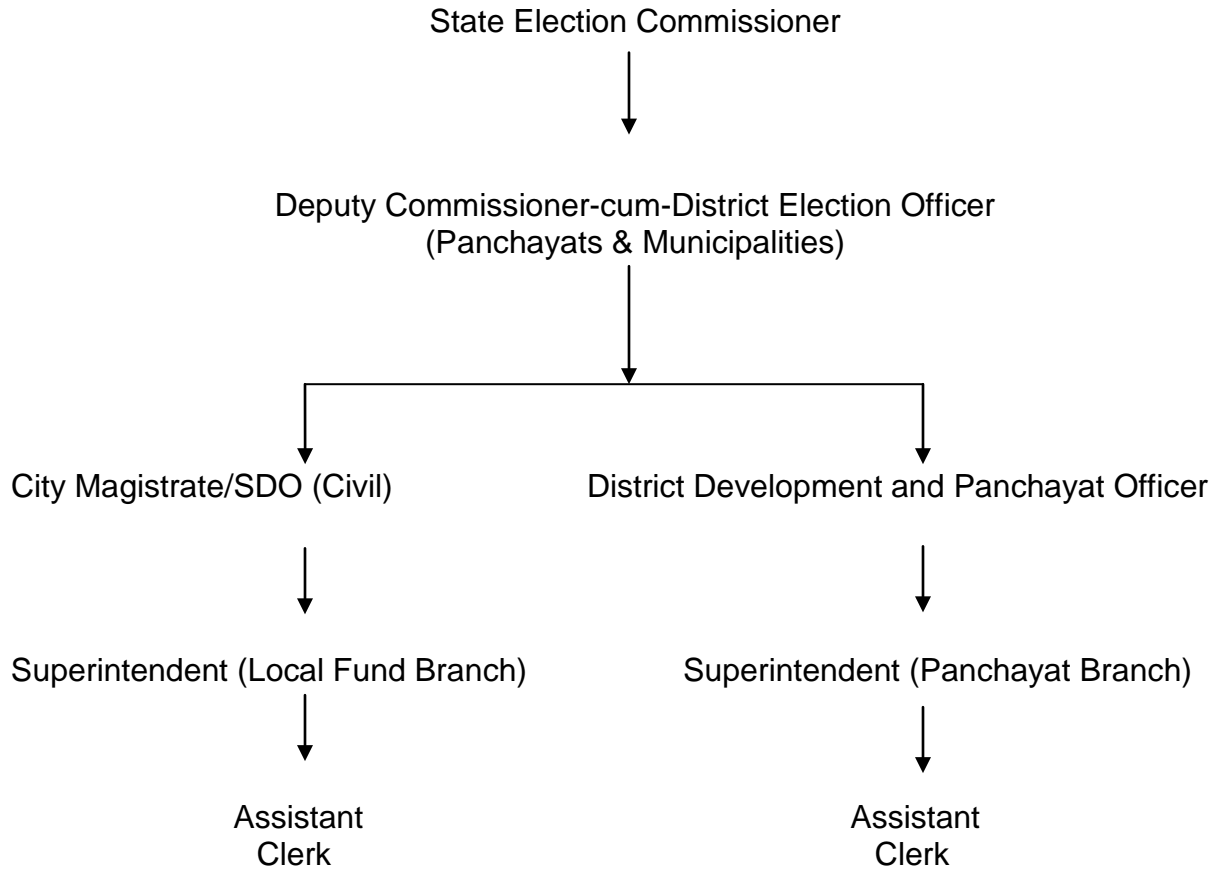 State Election Commissioner
Deputy Commissioner-cum-District Election Officer
(Panchayats & Municipalities)
City Magistrate/SDO (Civil)
District Development and Panchayat Officer
Superintendent (Local Fund Branch)
Superintendent (Panchayat Branch)
Assistant
Clerk
Assistant
Clerk